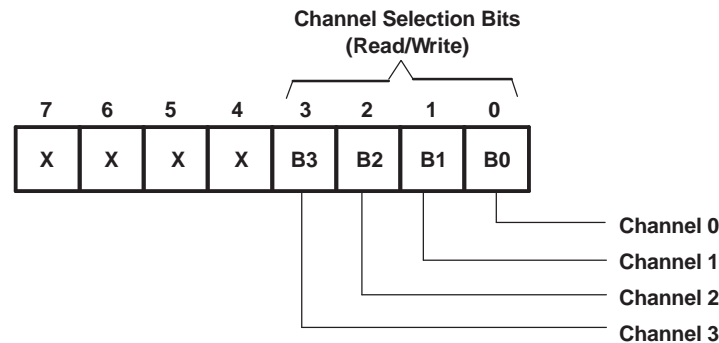 Channel Selection Bits
(Read/Write)
7 6 5 4 3 2 1 0
X X X X B3 B2 B1 B0
Channel 0
Channel 1
Channel 2
Channel 3